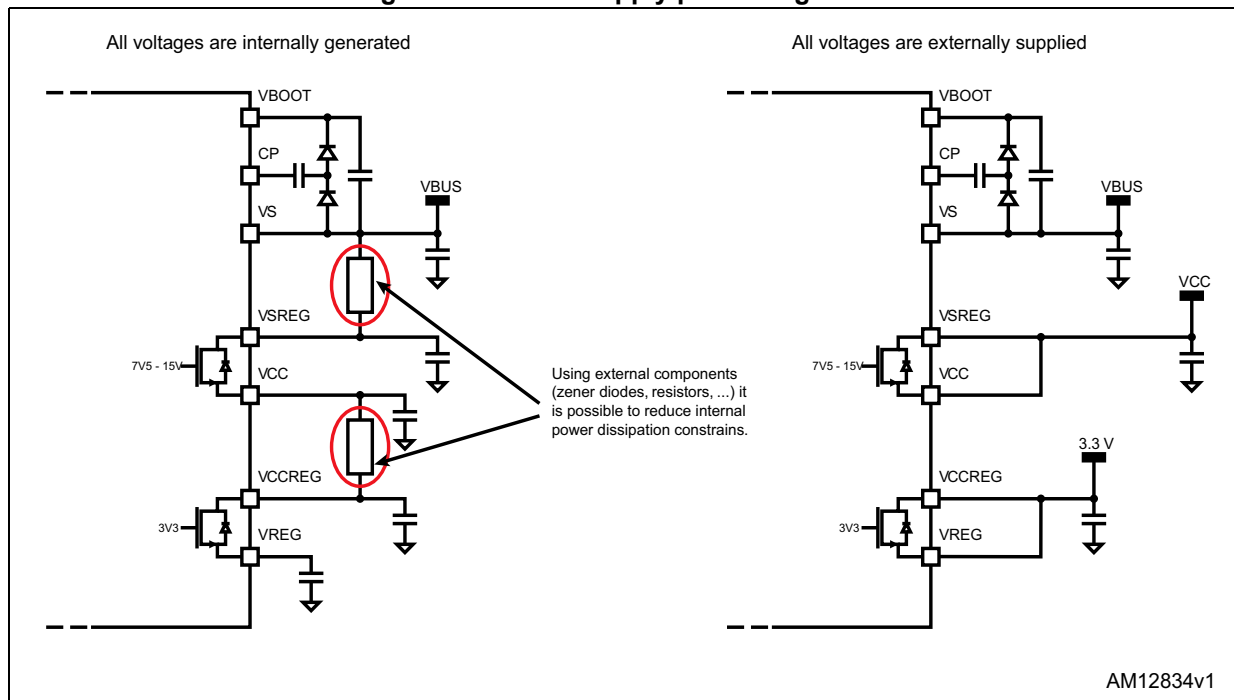 All voltages are internally generated
VBOOT
CP
VBUS
VS
VSREG
7V5 - 15V
VCC
VCCREG
3V3
VREG
Using external components
(zener diodes, resistors, ...) it
is possible to reduce internal
power dissipation constrains.
All voltages are externally supplied
VBOOT
CP
VBUS
VS
VCC
VSREG
7V5 - 15V
VCC
3.3 V
VCCREG
3V3
VREG
AM12834v1